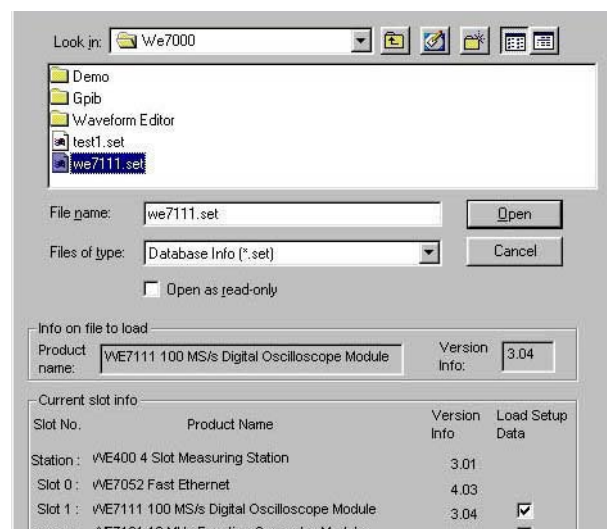 Look in: We7000
Demo
Gpib
Waveform Editor
test1.set
we7111.set
File name: we7111.set Open
Files of type: Database Info (*.set) Cancel
Open as read-only
Info on file to load
Product name: WE7111 100 MS/s Digital Oscilloscope Module Version Info: 3.04
Current slot info
Slot No. Product Name Version Info Load Setup Data
Station : WE400 4 Slot Measuring Station 3.01
Slot 0 : WE7052 Fast Ethernet 4.03
Slot 1 : WE7111 100 MS/s Digital Oscilloscope Module 3.04